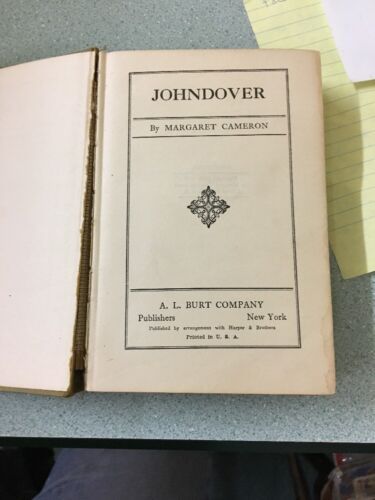 JOHNDOVER
By MARGARET CAMERON
A. L. BURT COMPANY
Publishers New York
Published by arrangement with Harper & Brothers
Printed in U. S. A.